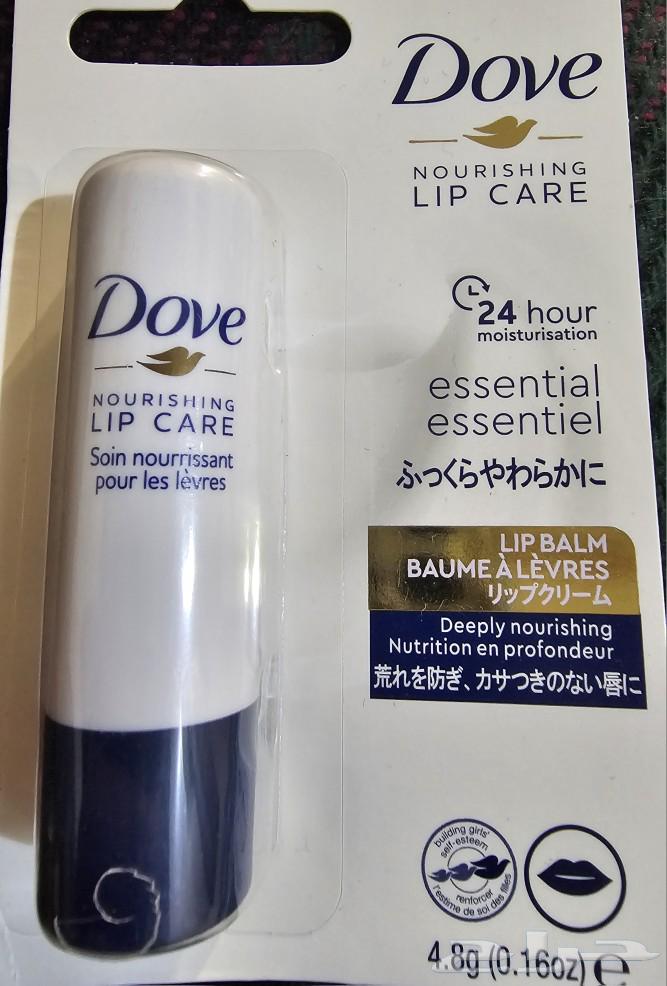 Dove
NOURISHING
LIP CARE
Soin nourrissant
pour les lèvres
Dove
NOURISHING
LIP CARE
24 hour
moisturisation
essential
essentiel
ふっくらやわらかに
LIP BALM
BAUME À LÈVRES
リップクリーム
Deeply nourishing
Nutrition en profondeur
荒れを防ぎ、カサつきのない唇に
building girls'
self-esteem
renforcer
l'estime de soi des filles
4.8g (0.16oz) e
حراج